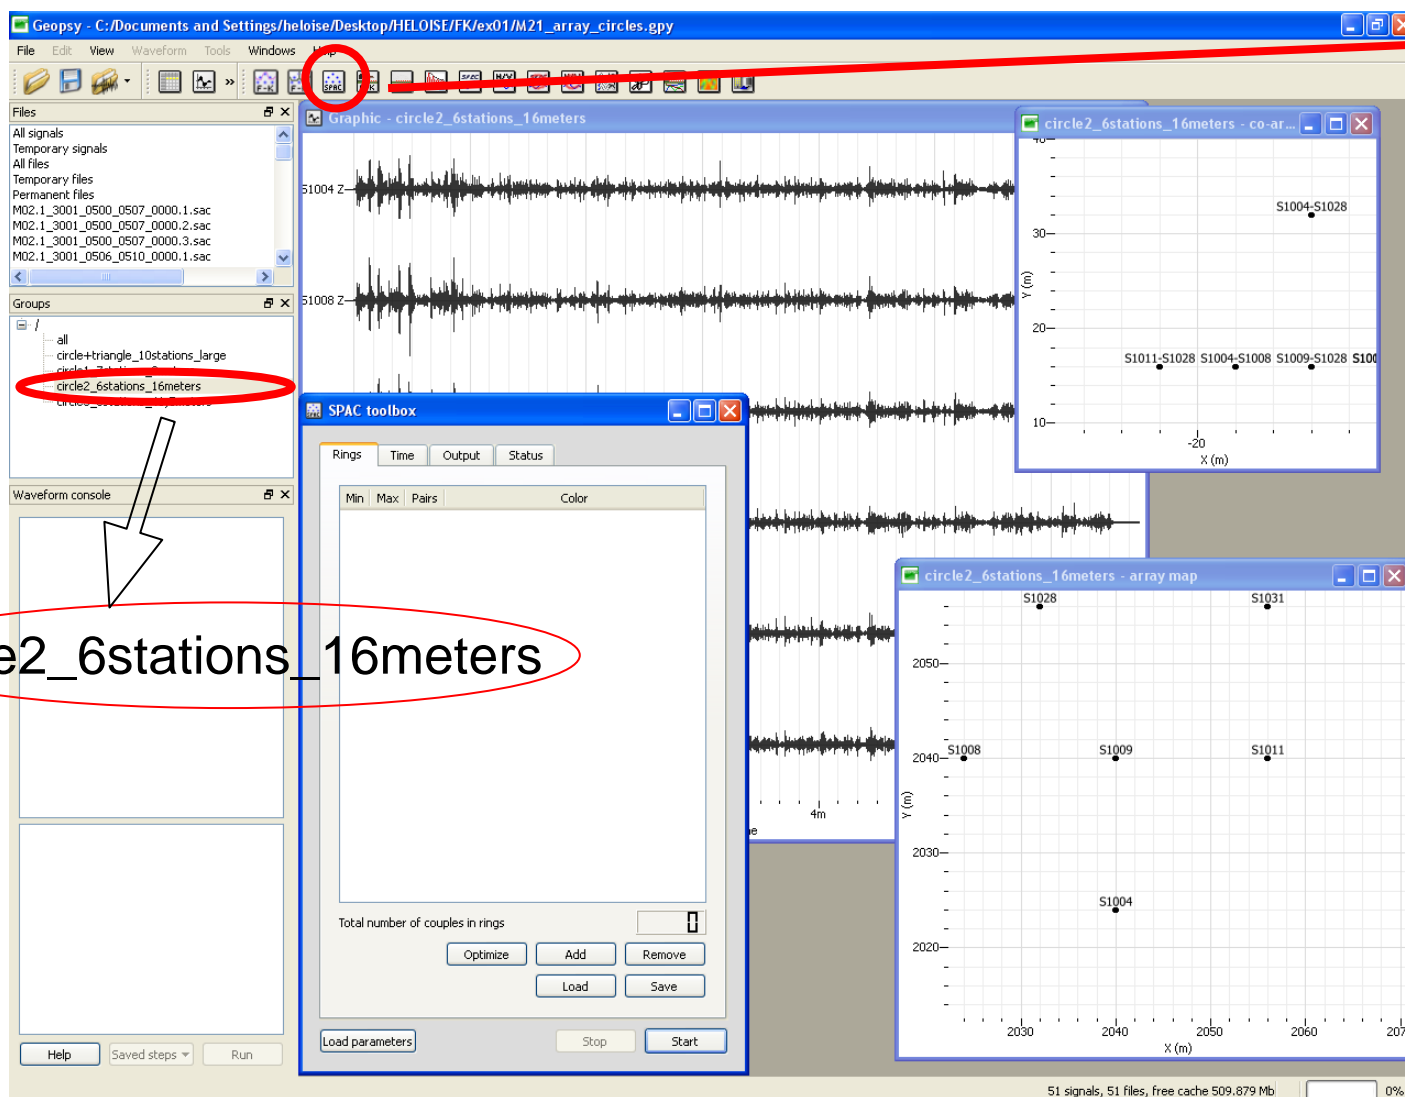 Geopsy - C:/Documents and Settings/heloise/Desktop/HELOISE/FK/ex01/M21_array_circles.gpy
File Edit View Waveform Tools Windows
F-K SPAC
Files
All signals
Temporary signals
All files
Temporary files
Permanent files
M02.1_3001_0500_0507_0000.1.sac
M02.1_3001_0500_0507_0000.2.sac
M02.1_3001_0500_0507_0000.3.sac
M02.1_3001_0506_0510_0000.1.sac
Groups
/
all
circle+triangle_10stations_large
circle2_6stations_16meters
Waveform console
Help Saved steps Run
Graphic - circle2_6stations_16meters
S1004 Z
S1008 Z
4m
circle2_6stations_16meters - co-ar...
40
S1004-S1028
30
Y (m)
20
S1011-S1028 S1004-S1008 S1009-S1028
10
-20
X (m)
SPAC toolbox
Rings Time Output Status
Min Max Pairs Color
e2_6stations_16meters
Total number of couples in rings 0
Optimize Add Remove
Load Save
Load parameters Stop Start
circle2_6stations_16meters - array map
S1028 S1031
2050
S1008 S1009 S1011
2040
Y (m)
2030
S1004
2020
2030 2040 2050 2060 207
X (m)
51 signals, 51 files, free cache 509.879 Mb 0%